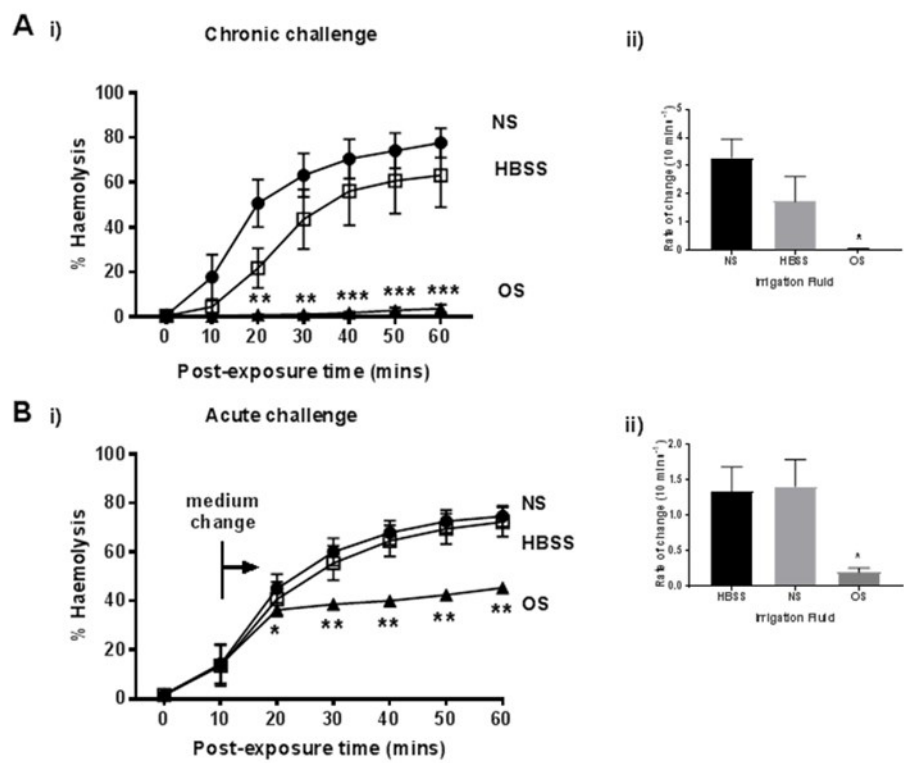 A i)
Chronic challenge
ii)
100
80
60
40
20
0
% Haemolysis
NS
HBSS
OS
** ** *** *** ***
0 10 20 30 40 50 60
Post-exposure time (mins)
5
4
3
2
1
0
Rate of change (10 mins⁻¹)
*
NS HBSS OS
Irrigation Fluid
B i)
Acute challenge
ii)
100
80
60
40
20
0
% Haemolysis
medium
change
NS
HBSS
OS
* ** ** ** **
0 10 20 30 40 50 60
Post-exposure time (mins)
2.0
1.5
1.0
0.5
0.0
Rate of change (10 mins⁻¹)
*
HBSS NS OS
Irrigation Fluid